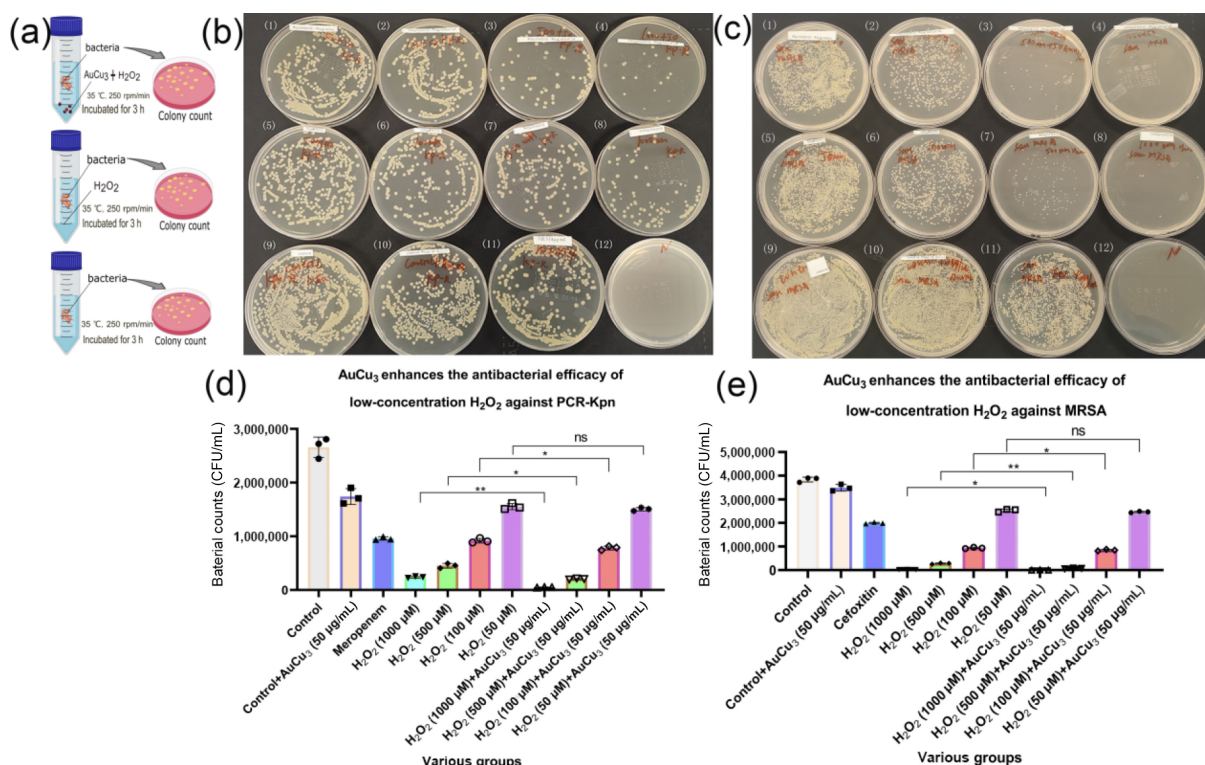 (a)
bacteria
AuCu₃ + H₂O₂
35 ℃, 250 rpm/min
Incubated for 3 h
Colony count
bacteria
H₂O₂
35 ℃, 250 rpm/min
Incubated for 3 h
Colony count
bacteria
35 ℃, 250 rpm/min
Incubated for 3 h
Colony count
(b)
(1) (2) (3) (4)
(5) (6) (7) (8)
(9) (10) (11) (12)
(c)
(1) (2) (3) (4)
(5) (6) (7) (8)
(9) (10) (11) (12)
(d)
AuCu₃ enhances the antibacterial efficacy of
low-concentration H₂O₂ against PCR-Kpn
Baterial counts (CFU/mL)
3,000,000
2,000,000
1,000,000
0
ns
*
*
**
Control
Control+AuCu₃ (50 μg/mL)
Meropenem
H₂O₂ (1000 μM)
H₂O₂ (500 μM)
H₂O₂ (100 μM)
H₂O₂ (50 μM)
H₂O₂ (1000 μM)+AuCu₃ (50 μg/mL)
H₂O₂ (500 μM)+AuCu₃ (50 μg/mL)
H₂O₂ (100 μM)+AuCu₃ (50 μg/mL)
H₂O₂ (50 μM)+AuCu₃ (50 μg/mL)
Various groups
(e)
AuCu₃ enhances the antibacterial efficacy of
low-concentration H₂O₂ against MRSA
Baterial counts (CFU/mL)
5,000,000
4,000,000
3,000,000
2,000,000
1,000,000
0
ns
*
**
*
Control
Control+AuCu₃ (50 μg/mL)
Cefoxitin
H₂O₂ (1000 μM)
H₂O₂ (500 μM)
H₂O₂ (100 μM)
H₂O₂ (50 μM)
H₂O₂ (1000 μM)+AuCu₃ (50 μg/mL)
H₂O₂ (500 μM)+AuCu₃ (50 μg/mL)
H₂O₂ (100 μM)+AuCu₃ (50 μg/mL)
H₂O₂ (50 μM)+AuCu₃ (50 μg/mL)
Various groups